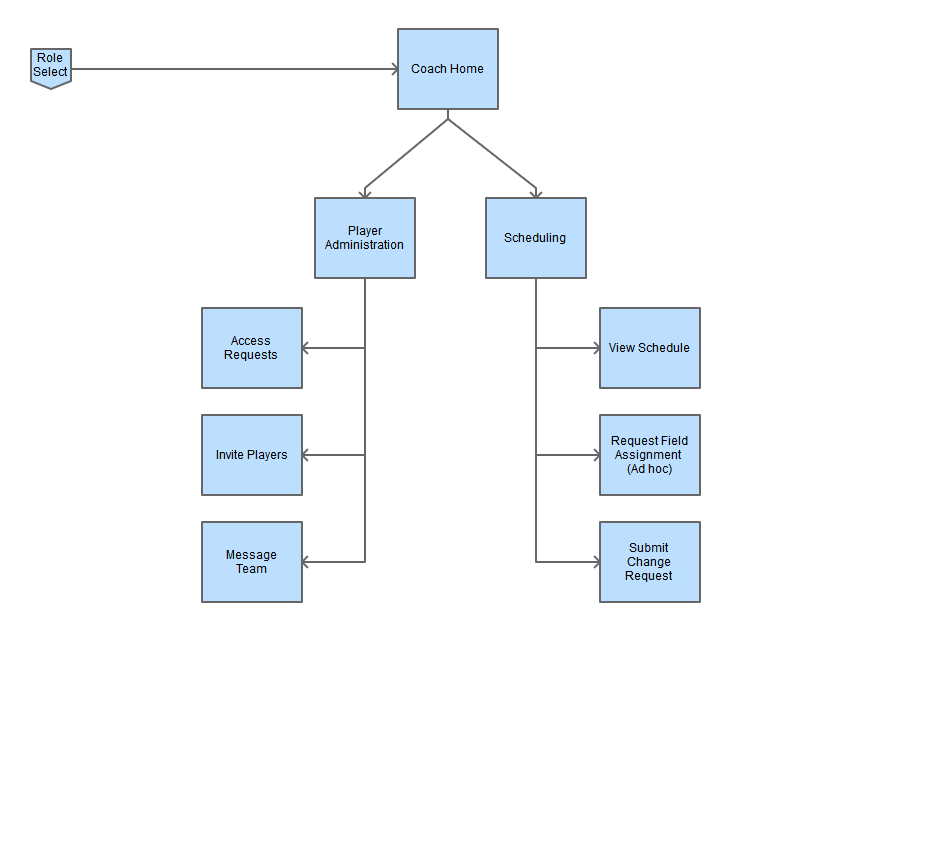 Role
Select
Coach Home
Player
Administration
Scheduling
Access
Requests
View Schedule
Invite Players
Request Field
Assignment
(Ad hoc)
Message
Team
Submit
Change
Request